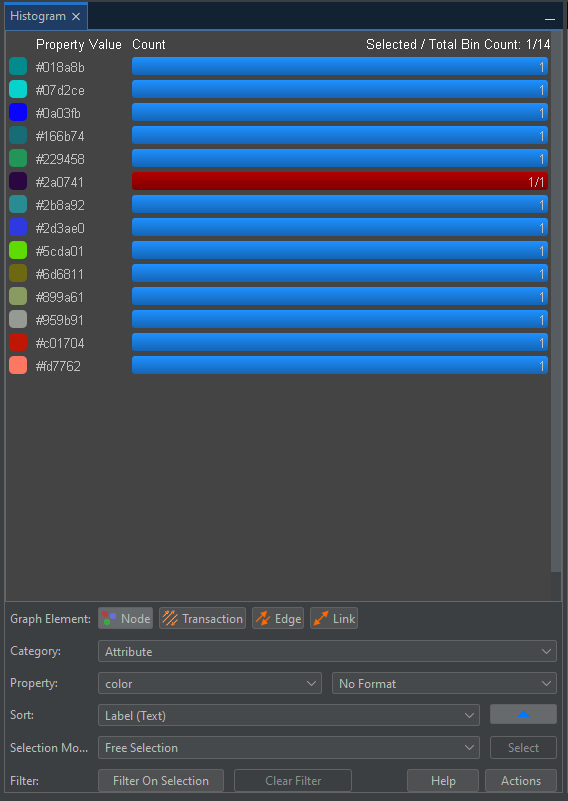 Histogram
Property Value Count Selected / Total Bin Count: 1/14
#018a8b 1
#07d2ce 1
#0a03fb 1
#166b74 1
#229458 1
#2a0741 1/1
#2b8a92 1
#2d3ae0 1
#5cda01 1
#6d6811 1
#899a61 1
#959b91 1
#c01704 1
#fd7762 1
Graph Element: Node Transaction Edge Link
Category: Attribute
Property: color No Format
Sort: Label (Text)
Selection Mo... Free Selection Select
Filter: Filter On Selection Clear Filter Help Actions